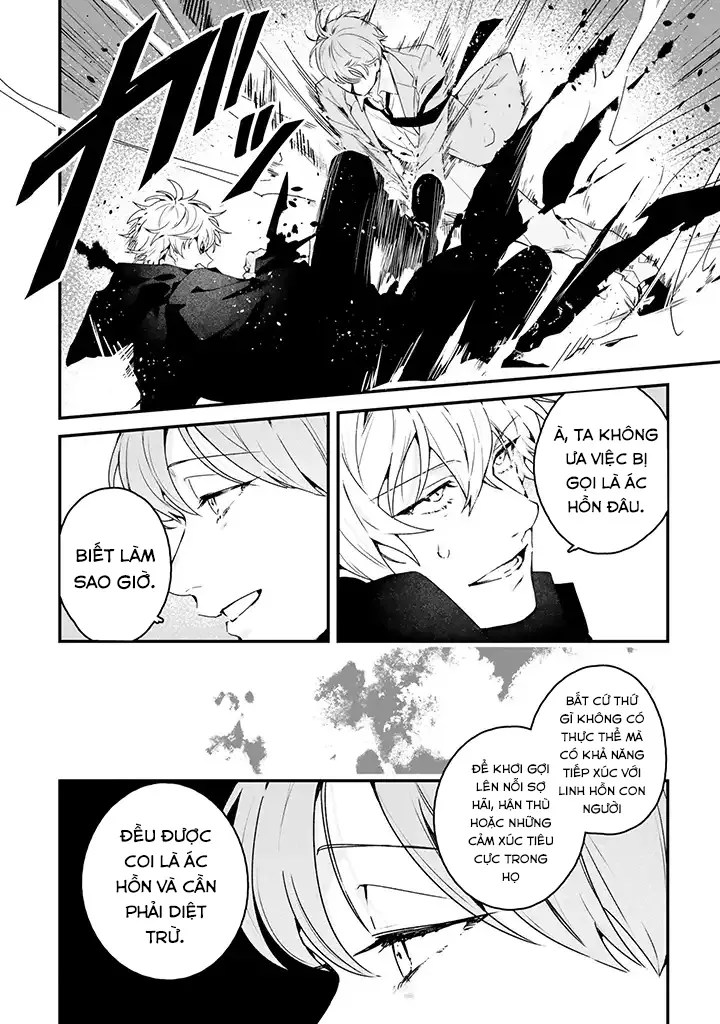 ガッ
À, TA KHÔNG
ƯA VIỆC BỊ
GỌI LÀ ÁC
HỒN ĐÂU.
BIẾT LÀM
SAO GIỜ.
BẤT CỨ THỨ
GÌ KHÔNG CÓ
THỰC THỂ MÀ
CÓ KHẢ NĂNG
TIẾP XÚC VỚI
LINH HỒN CON
NGƯỜI
ĐỂ KHƠI GỢI
LÊN NỖI SỢ
HÃI, HẬN THÙ
HOẶC NHỮNG
CẢM XÚC TIÊU
CỰC TRONG
HỌ
ĐỀU ĐƯỢC
COI LÀ ÁC
HỒN VÀ CẦN
PHẢI DIỆT
TRỪ.